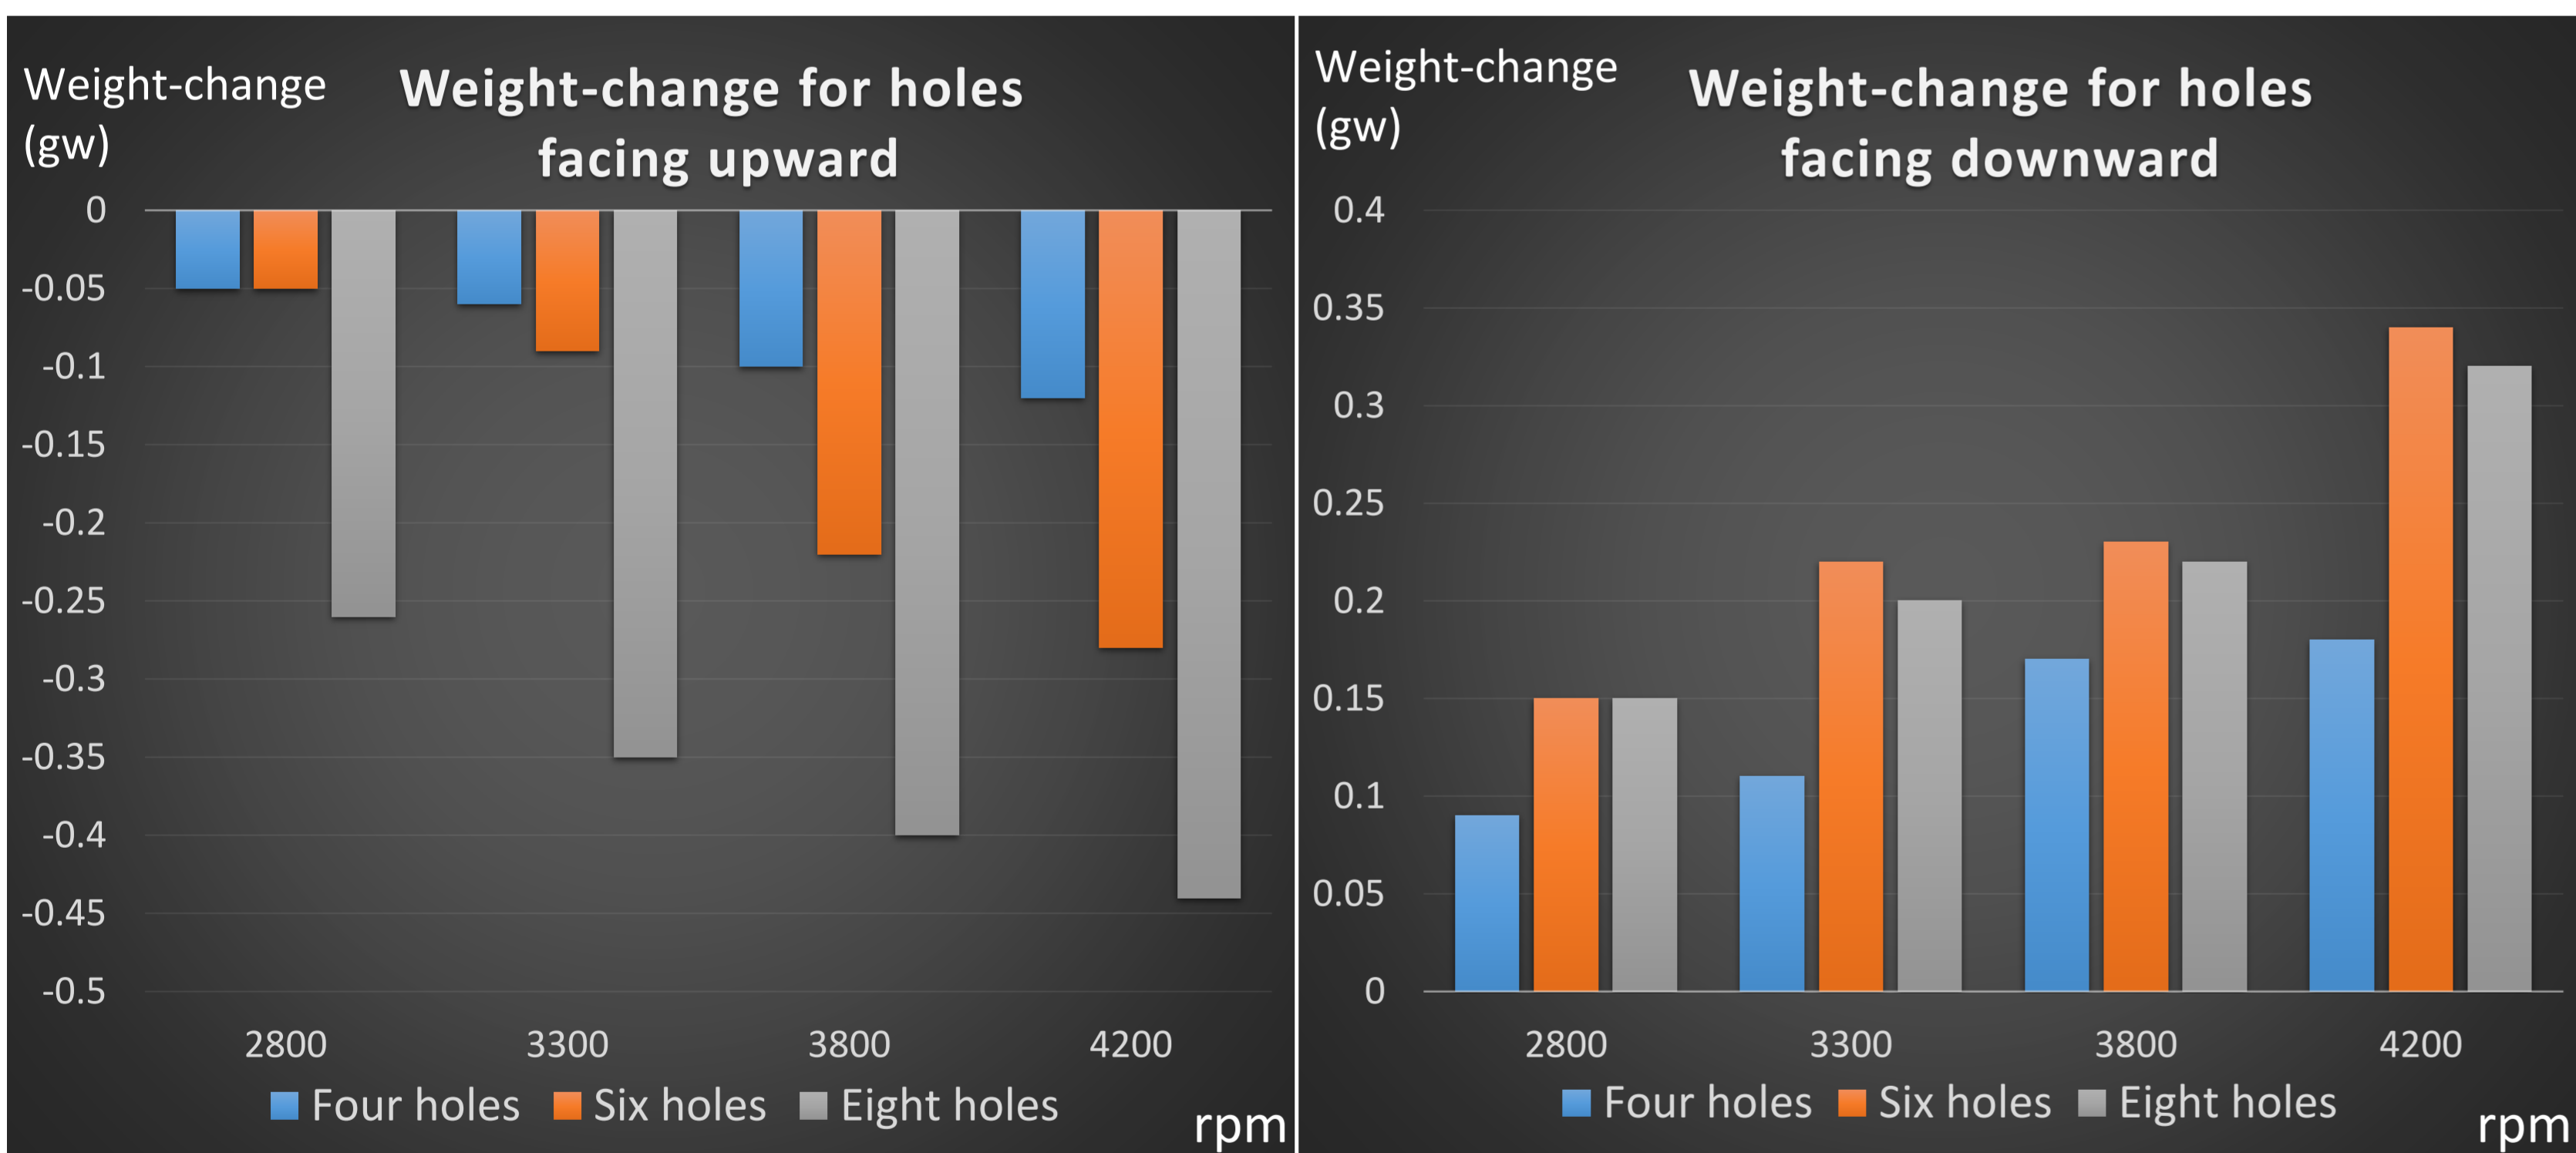 Weight-change
(gw)
Weight-change for holes
facing upward
0
-0.05
-0.1
-0.15
-0.2
-0.25
-0.3
-0.35
-0.4
-0.45
-0.5
2800 3300 3800 4200
Four holes Six holes Eight holes
rpm
Weight-change
(gw)
Weight-change for holes
facing downward
0.4
0.35
0.3
0.25
0.2
0.15
0.1
0.05
0
2800 3300 3800 4200
Four holes Six holes Eight holes
rpm